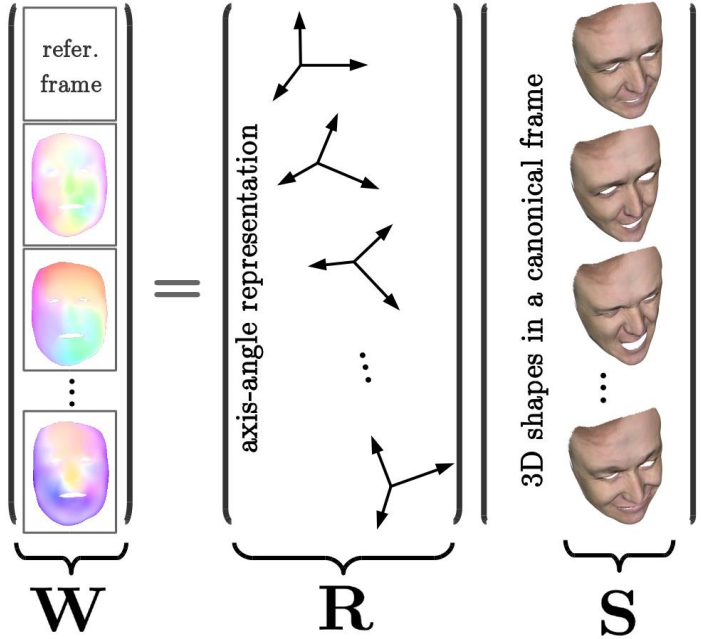 refer.
frame
axis-angle representation
3D shapes in a canonical frame
=
W
R
S